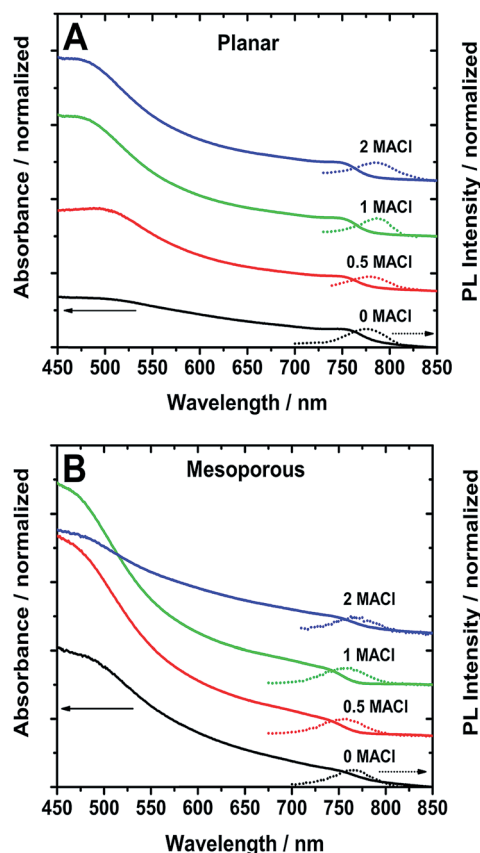 A
Planar
Absorbance / normalized
PL Intensity / normalized
2 MACl
1 MACl
0.5 MACl
0 MACl
450 500 550 600 650 700 750 800 850
Wavelength / nm
B
Mesoporous
Absorbance / normalized
PL Intensity / normalized
2 MACl
1 MACl
0.5 MACl
0 MACl
450 500 550 600 650 700 750 800 850
Wavelength / nm